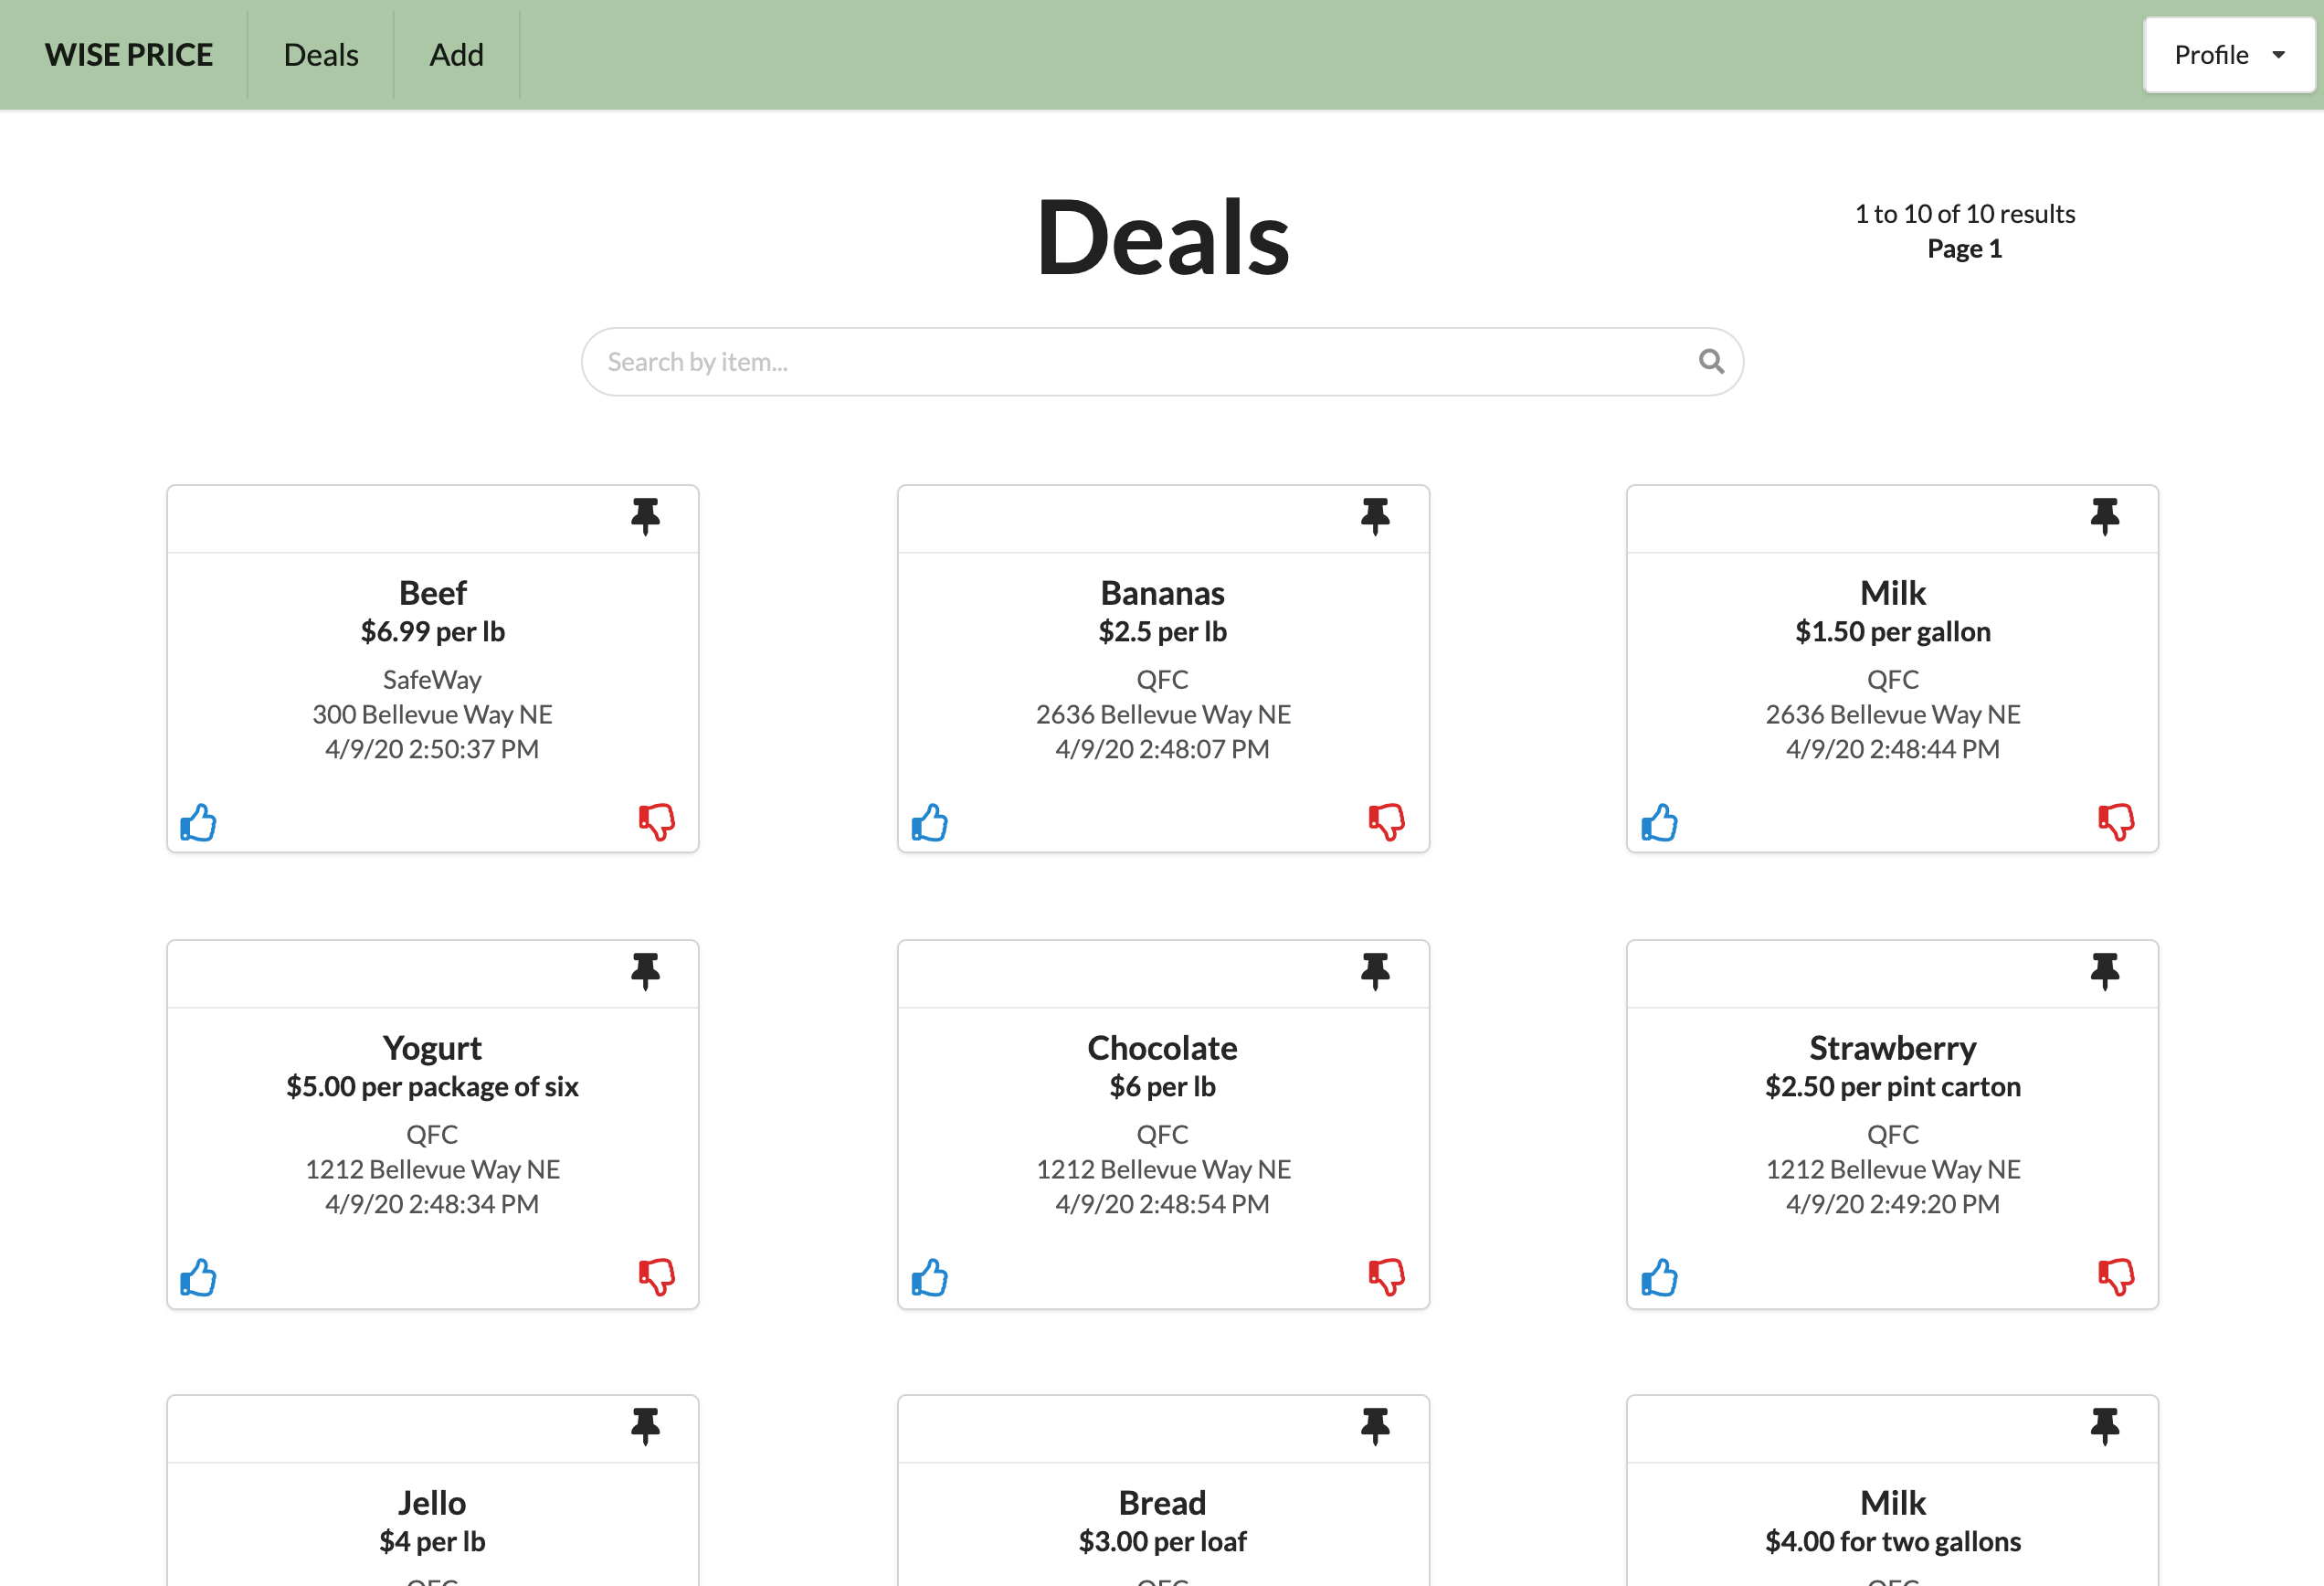 WISE PRICE
Deals
Add
Profile
Deals
1 to 10 of 10 results
Page 1
Search by item...
Beef
$6.99 per lb
SafeWay
300 Bellevue Way NE
4/9/20 2:50:37 PM
Bananas
$2.5 per lb
QFC
2636 Bellevue Way NE
4/9/20 2:48:07 PM
Milk
$1.50 per gallon
QFC
2636 Bellevue Way NE
4/9/20 2:48:44 PM
Yogurt
$5.00 per package of six
QFC
1212 Bellevue Way NE
4/9/20 2:48:34 PM
Chocolate
$6 per lb
QFC
1212 Bellevue Way NE
4/9/20 2:48:54 PM
Strawberry
$2.50 per pint carton
QFC
1212 Bellevue Way NE
4/9/20 2:49:20 PM
Jello
$4 per lb
Bread
$3.00 per loaf
Milk
$4.00 for two gallons